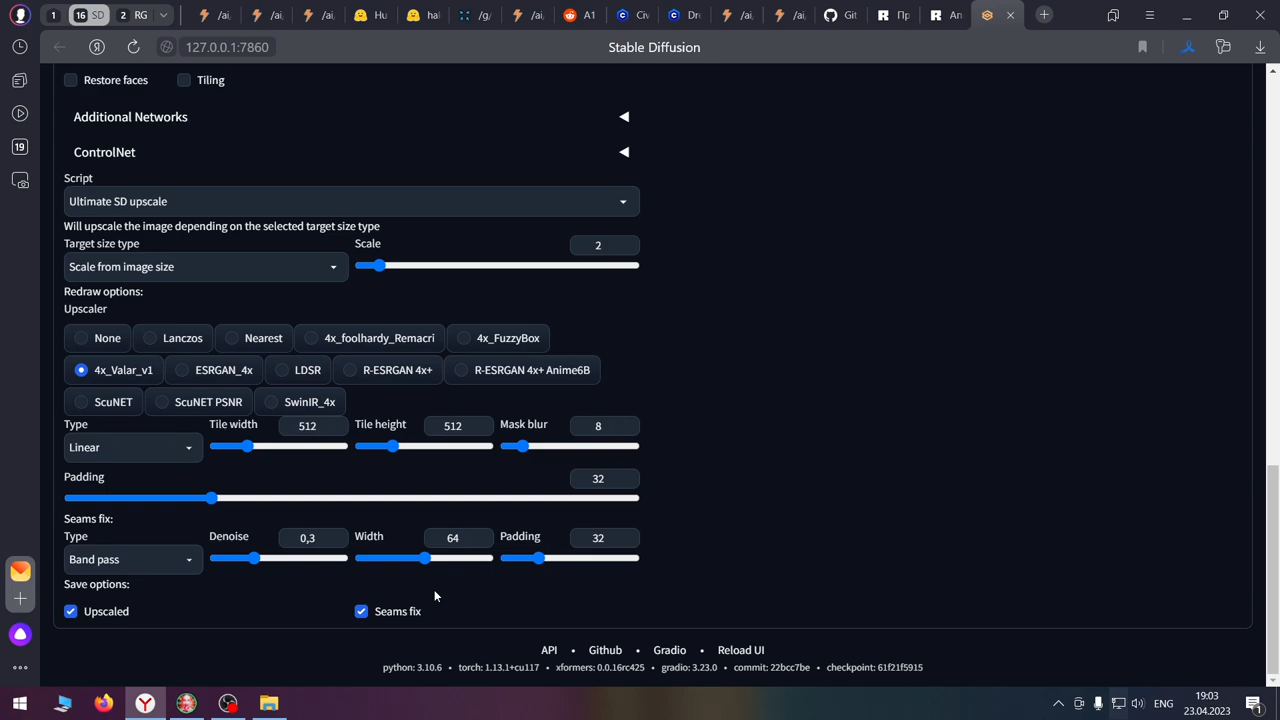 1 16 SD 2 RG /ai, /ai, /ai, Hu hal /g/ /ai, A1 Civ Dre /ai, /ai, Git Пр An
127.0.0.1:7860 Stable Diffusion
Restore faces Tiling
Additional Networks
ControlNet
Script
Ultimate SD upscale
Will upscale the image depending on the selected target size type
Target size type Scale 2
Scale from image size
Redraw options:
Upscaler
None Lanczos Nearest 4x_foolhardy_Remacri 4x_FuzzyBox
4x_Valar_v1 ESRGAN_4x LDSR R-ESRGAN 4x+ R-ESRGAN 4x+ Anime6B
ScuNET ScuNET PSNR SwinIR_4x
Type Tile width 512 Tile height 512 Mask blur 8
Linear
Padding 32
Seams fix:
Type Denoise 0,3 Width 64 Padding 32
Band pass
Save options:
Upscaled Seams fix
API • Github • Gradio • Reload UI
python: 3.10.6 • torch: 1.13.1+cu117 • xformers: 0.0.16rc425 • gradio: 3.23.0 • commit: 22bcc7be • checkpoint: 61f21f5915
19
ENG 19:03
23.04.2023 1